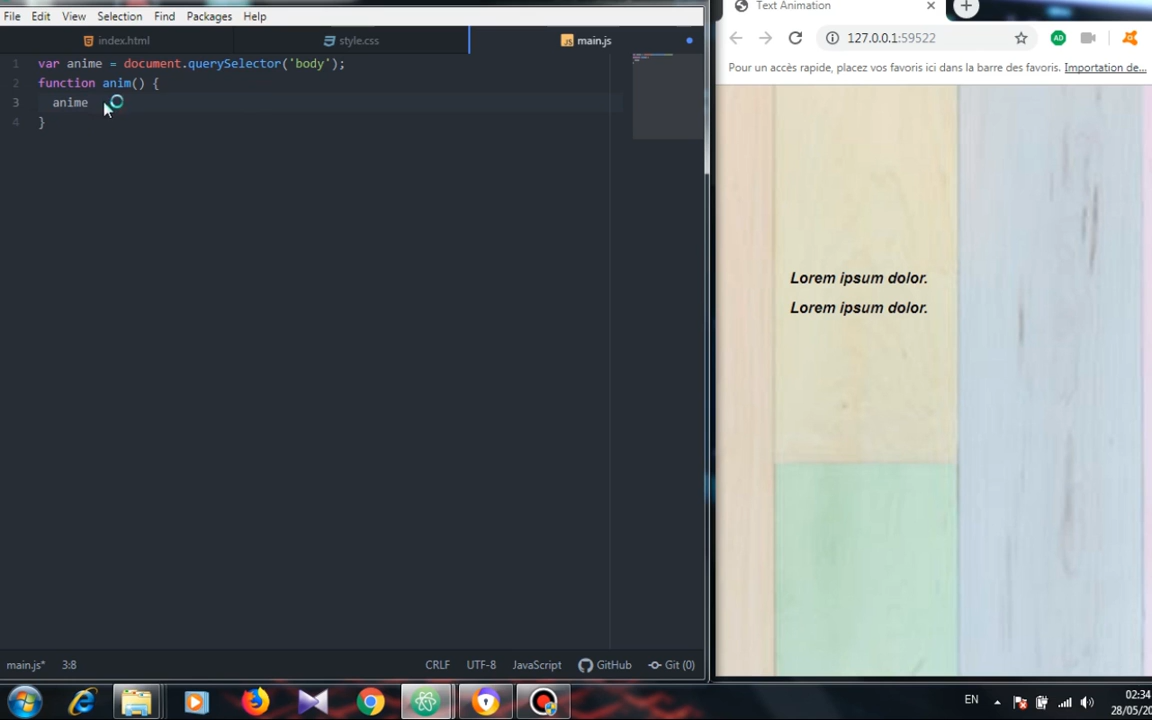 File Edit View Selection Find Packages Help
Text Animation
index.html
style.css
main.js
127.0.0.1:59522
Pour un accès rapide, placez vos favoris ici dans la barre des favoris. Importation de...
1 var anime = document.querySelector('body');
2 function anim() {
3 anime
4 }
Lorem ipsum dolor.
Lorem ipsum dolor.
main.js* 3:8 CRLF UTF-8 JavaScript GitHub Git (0)
EN
02:34
28/05/20